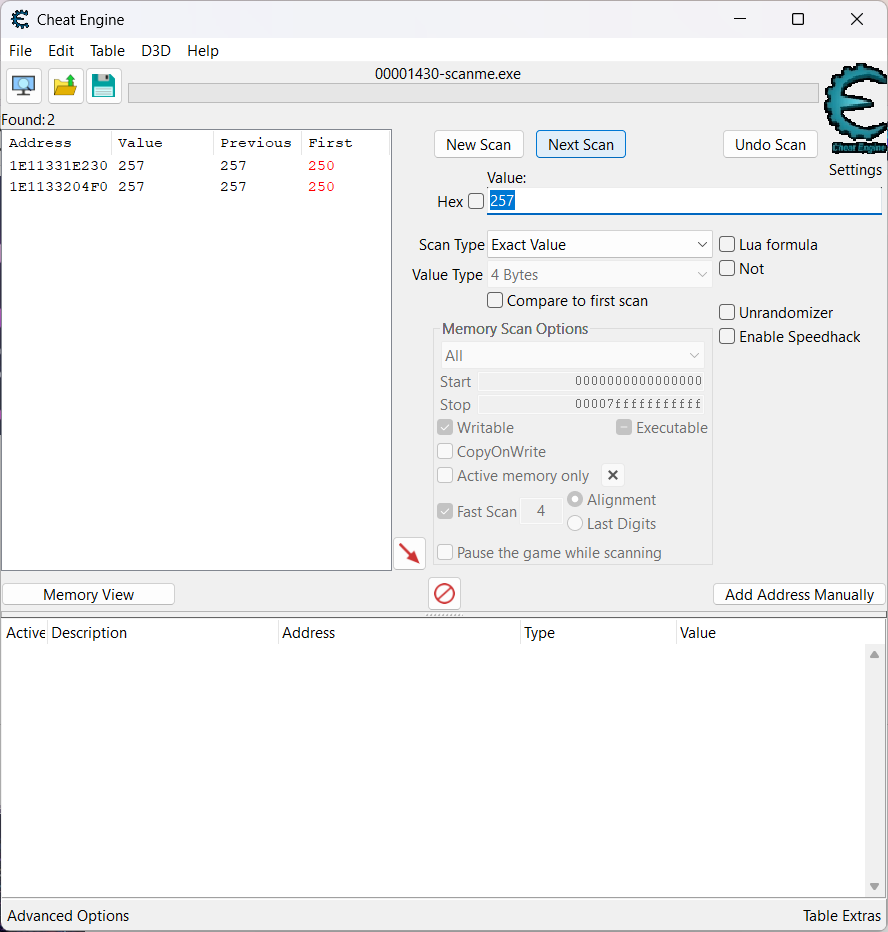 Cheat Engine
File Edit Table D3D Help
00001430-scanme.exe
Found:2
Address Value Previous First
1E11331E230 257 257 250
1E1133204F0 257 257 250
New Scan Next Scan Undo Scan
Cheat Engine
Settings
Value:
Hex 257
Scan Type Exact Value Lua formula
Value Type 4 Bytes Not
Compare to first scan
Unrandomizer
Enable Speedhack
Memory Scan Options
All
Start 0000000000000000
Stop 00007fffffffffff
Writable Executable
CopyOnWrite
Active memory only
Fast Scan 4 Alignment
Last Digits
Pause the game while scanning
Memory View Add Address Manually
Active Description Address Type Value
Advanced Options Table Extras